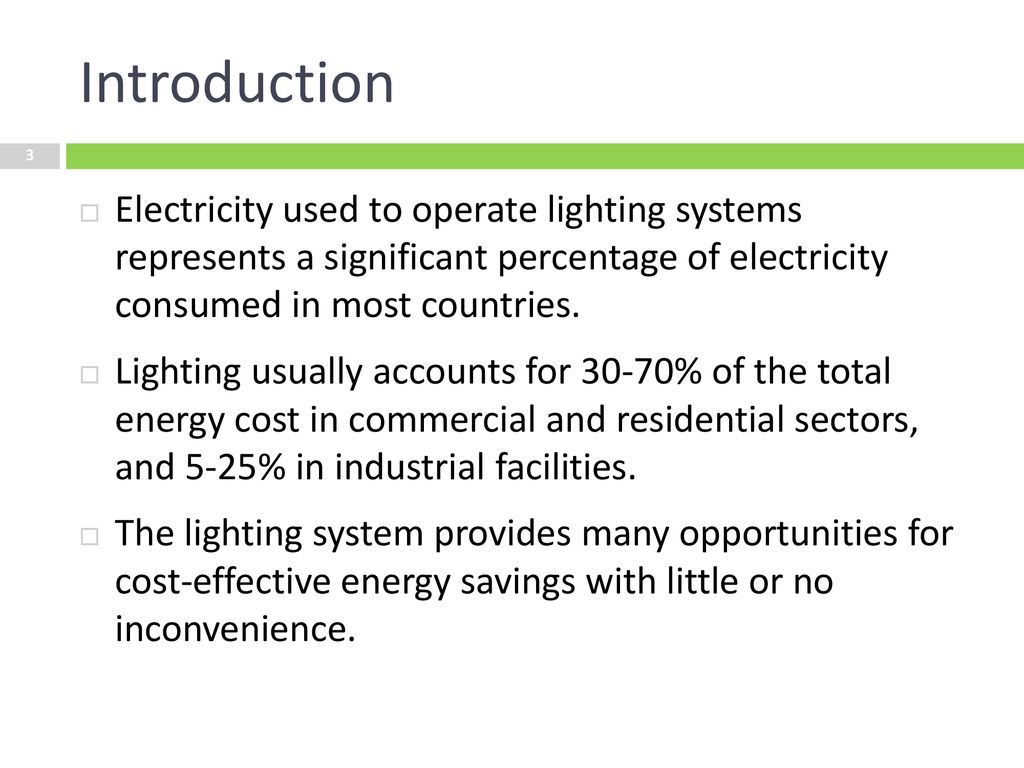 Introduction
3
Electricity used to operate lighting systems
represents a significant percentage of electricity
consumed in most countries.
Lighting usually accounts for 30-70% of the total
energy cost in commercial and residential sectors,
and 5-25% in industrial facilities.
The lighting system provides many opportunities for
cost-effective energy savings with little or no
inconvenience.